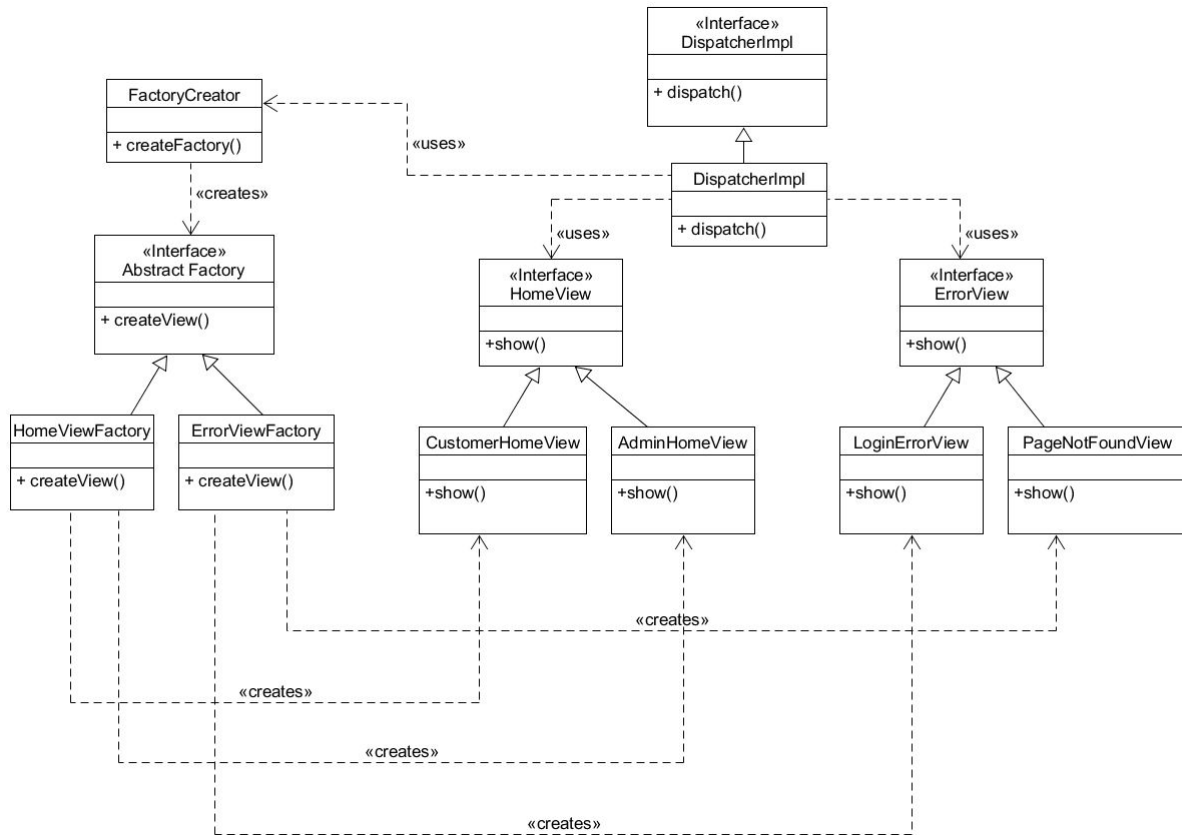 «Interface»
DispatcherImpl
+ dispatch()
FactoryCreator
+ createFactory()
«uses»
DispatcherImpl
+ dispatch()
«creates»
«uses»
«uses»
«Interface»
Abstract Factory
+ createView()
«Interface»
HomeView
+show()
«Interface»
ErrorView
+show()
HomeViewFactory
+ createView()
ErrorViewFactory
+ createView()
CustomerHomeView
+show()
AdminHomeView
+show()
LoginErrorView
+show()
PageNotFoundView
+show()
«creates»
«creates»
«creates»
«creates»